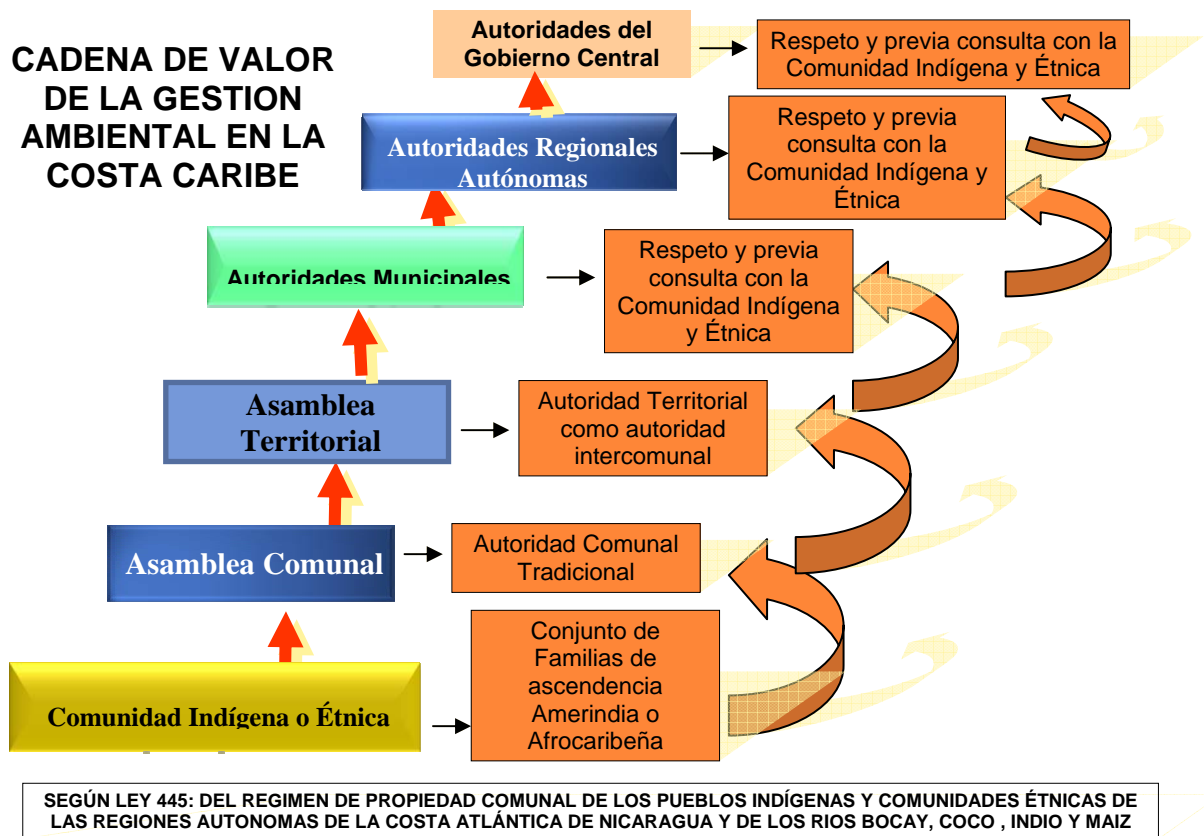 CADENA DE VALOR
DE LA GESTION
AMBIENTAL EN LA
COSTA CARIBE
Autoridades del
Gobierno Central
Respeto y previa consulta con la
Comunidad Indígena y Étnica
Autoridades Regionales
Autónomas
Respeto y previa
consulta con la
Comunidad Indígena y
Étnica
Autoridades Municipales
Respeto y previa
consulta con la
Comunidad Indígena
y Étnica
Asamblea
Territorial
Autoridad Territorial
como autoridad
intercomunal
Asamblea Comunal
Autoridad Comunal
Tradicional
Comunidad Indígena o Étnica
Conjunto de
Familias de
ascendencia
Amerindia o
Afrocaribeña
SEGÚN LEY 445: DEL REGIMEN DE PROPIEDAD COMUNAL DE LOS PUEBLOS INDÍGENAS Y COMUNIDADES ÉTNICAS DE
LAS REGIONES AUTONOMAS DE LA COSTA ATLÁNTICA DE NICARAGUA Y DE LOS RIOS BOCAY, COCO , INDIO Y MAIZ